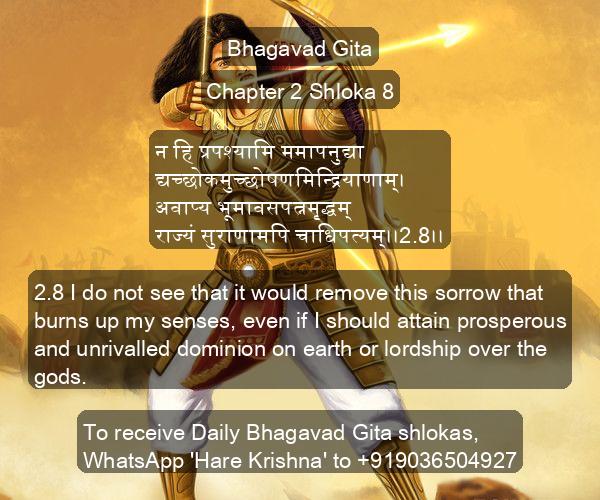 Bhagavad Gita
Chapter 2 Shloka 8
न हि प्रपश्यामि ममापनुद्या
द्यच्छोकमुच्छोषणमिन्द्रियाणाम्।
अवाप्य भूमावसपत्नमृद्धम्
राज्यं सुराणामपि चाधिपत्यम्।।2.8।।
2.8 I do not see that it would remove this sorrow that
burns up my senses, even if I should attain prosperous
and unrivalled dominion on earth or lordship over the
gods.
To receive Daily Bhagavad Gita shlokas,
WhatsApp 'Hare Krishna' to +919036504927